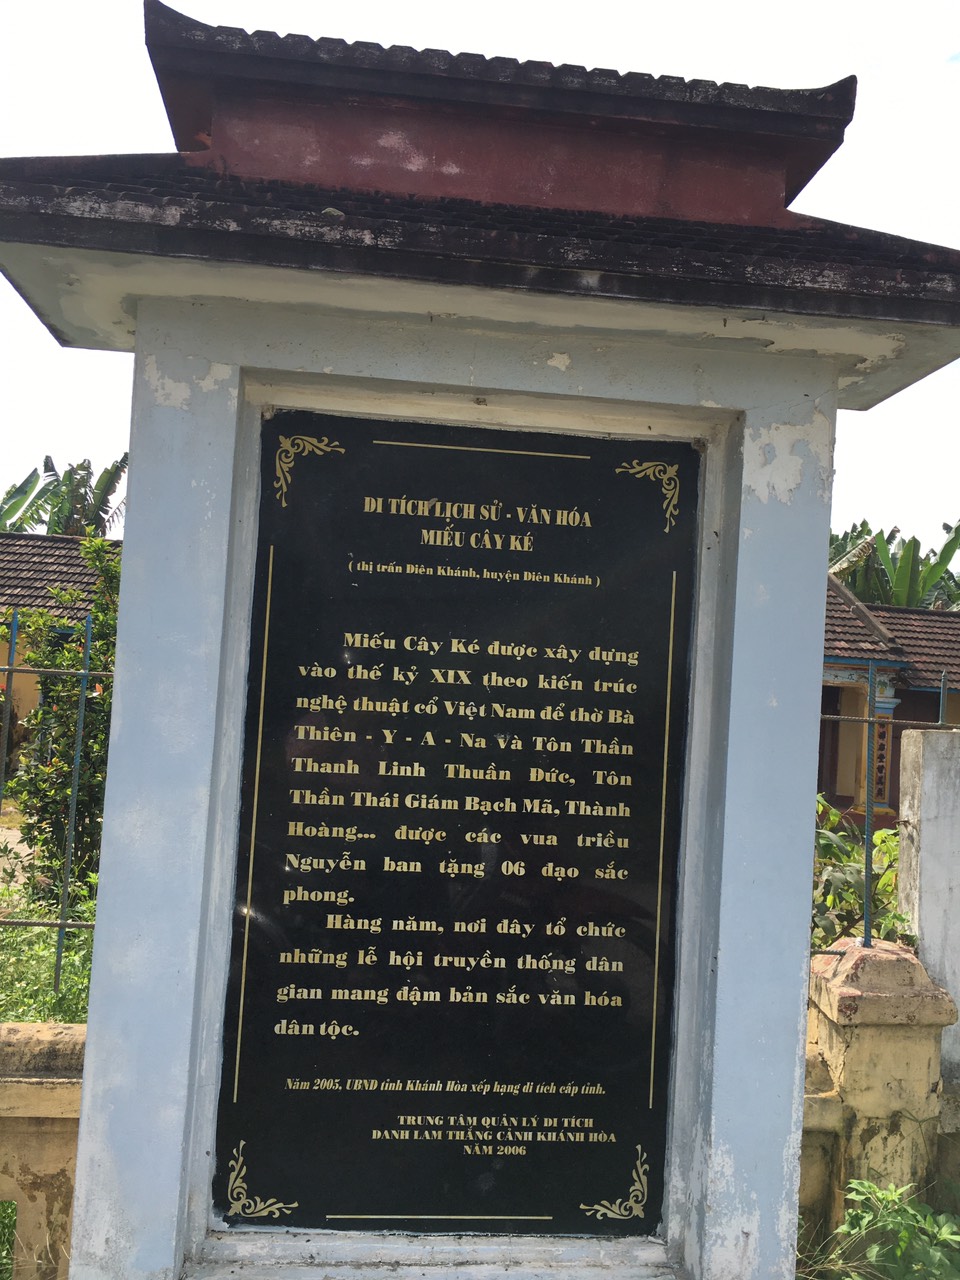 DI TÍCH LỊCH SỬ - VĂN HÓA
MIẾU CÂY KÉ
( thị trấn Diên Khánh, huyện Diên Khánh )
Miếu Cây Ké được xây dựng
vào thế kỷ XIX theo kiến trúc
nghệ thuật cổ Việt Nam để thờ Bà
Thiên - Y - A - Na và Tôn Thần
Thanh Linh Thuần Đức, Tôn
Thần Thái Giám Bạch Mã, Thành
Hoàng... được các vua triều
Nguyễn ban tặng 06 đạo sắc
phong.
Hàng năm, nơi đây tổ chức
những lễ hội truyền thống dân
gian mang đậm bản sắc văn hóa
dân tộc.
Năm 2005. UBND tỉnh Khánh Hòa xếp hạng di tích cấp tỉnh.
TRUNG TÂM QUẢN LÝ DI TÍCH
DANH LAM THẮNG CẢNH KHÁNH HÒA
NĂM 2006